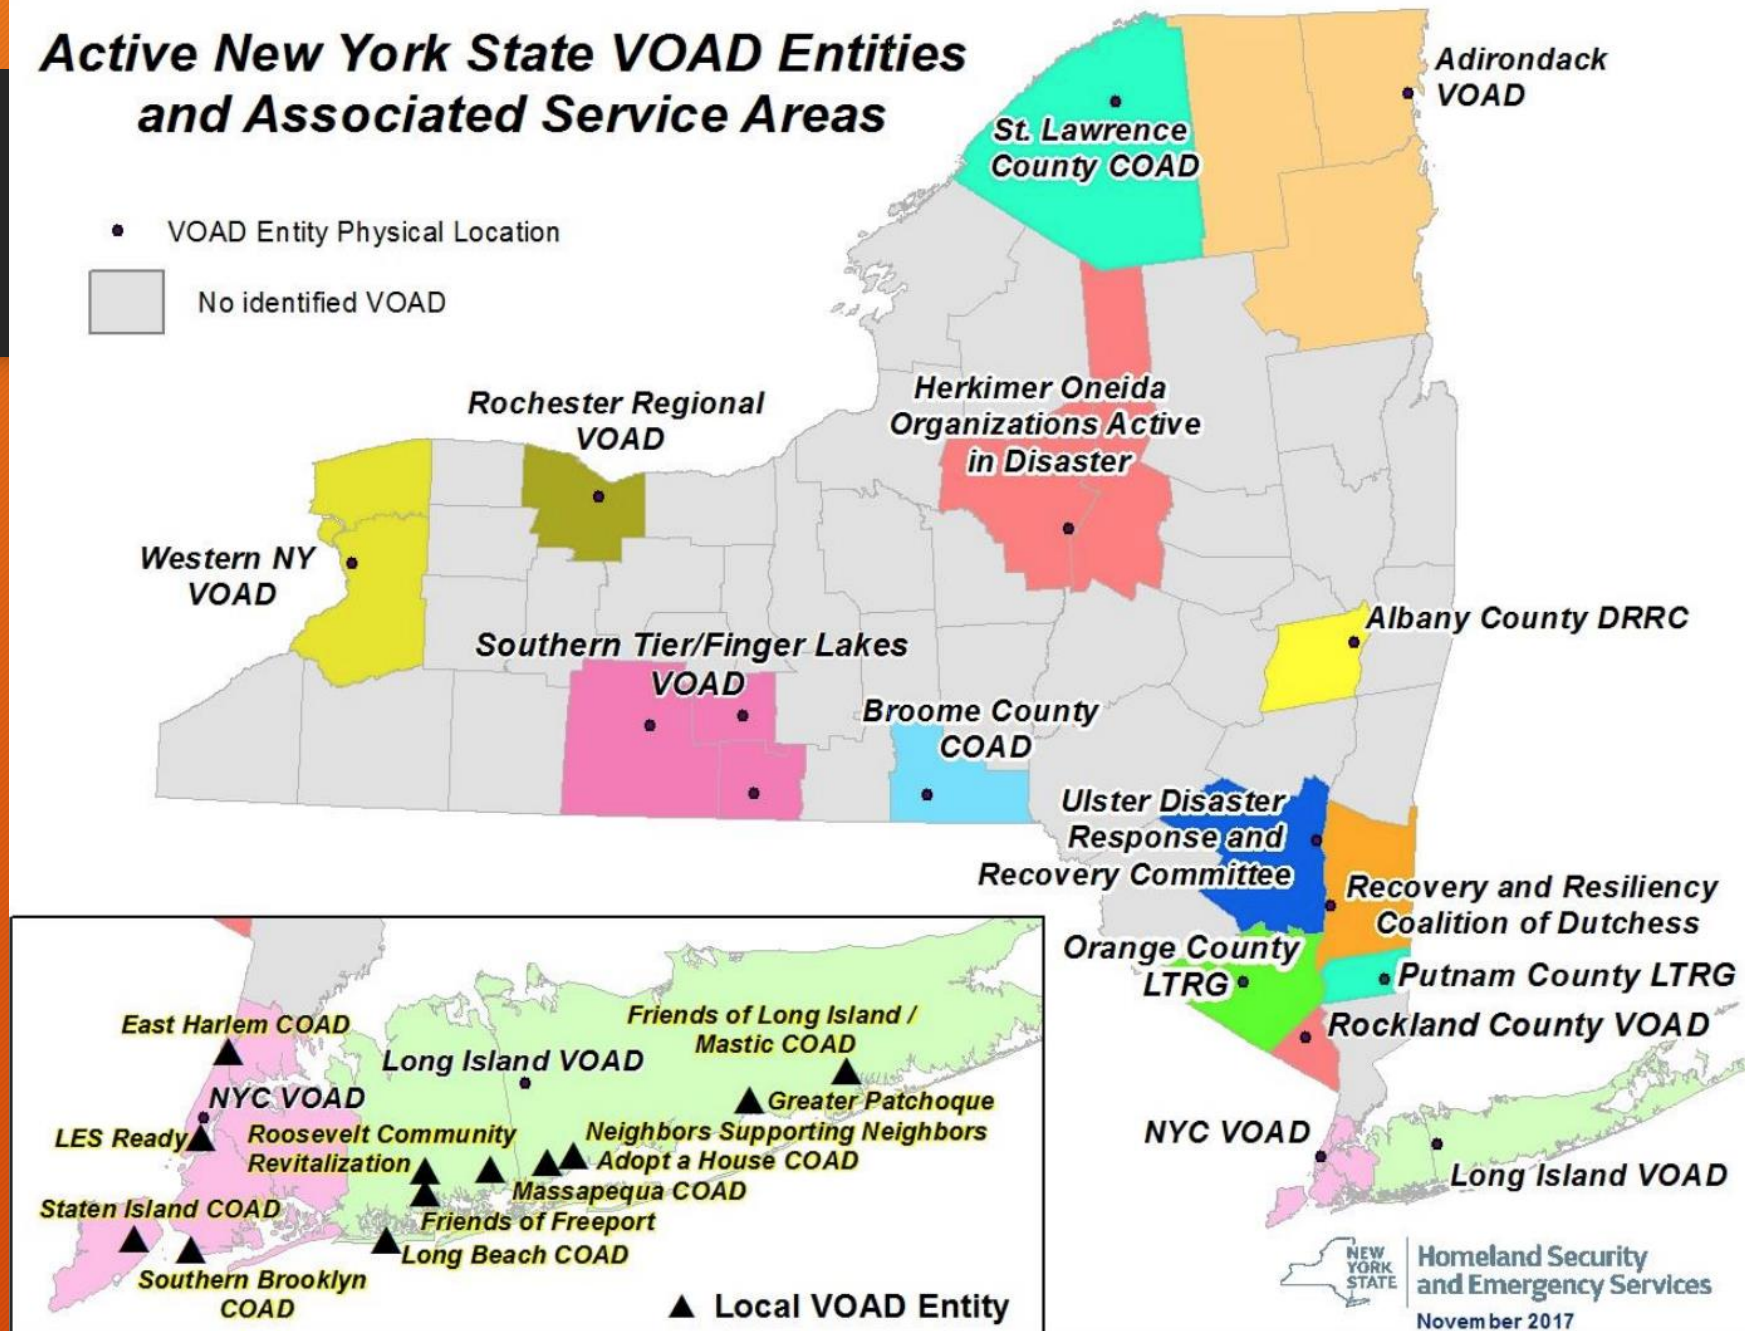 Active New York State VOAD Entities
and Associated Service Areas
VOAD Entity Physical Location
No identified VOAD
Adirondack
VOAD
St. Lawrence
County COAD
Rochester Regional
VOAD
Herkimer Oneida
Organizations Active
in Disaster
Western NY
VOAD
Southern Tier/Finger Lakes
VOAD
Albany County DRRC
Broome County
COAD
Ulster Disaster
Response and
Recovery Committee
Recovery and Resiliency
Coalition of Dutchess
Orange County
LTRG
Putnam County LTRG
Rockland County VOAD
NYC VOAD
Long Island VOAD
East Harlem COAD
NYC VOAD
LES Ready
Long Island VOAD
Friends of Long Island /
Mastic COAD
Greater Patchoque
Roosevelt Community
Revitalization
Neighbors Supporting Neighbors
Adopt a House COAD
Massapequa COAD
Friends of Freeport
Long Beach COAD
Staten Island COAD
Southern Brooklyn
COAD
Local VOAD Entity
NEW
YORK
STATE
Homeland Security
and Emergency Services
November 2017